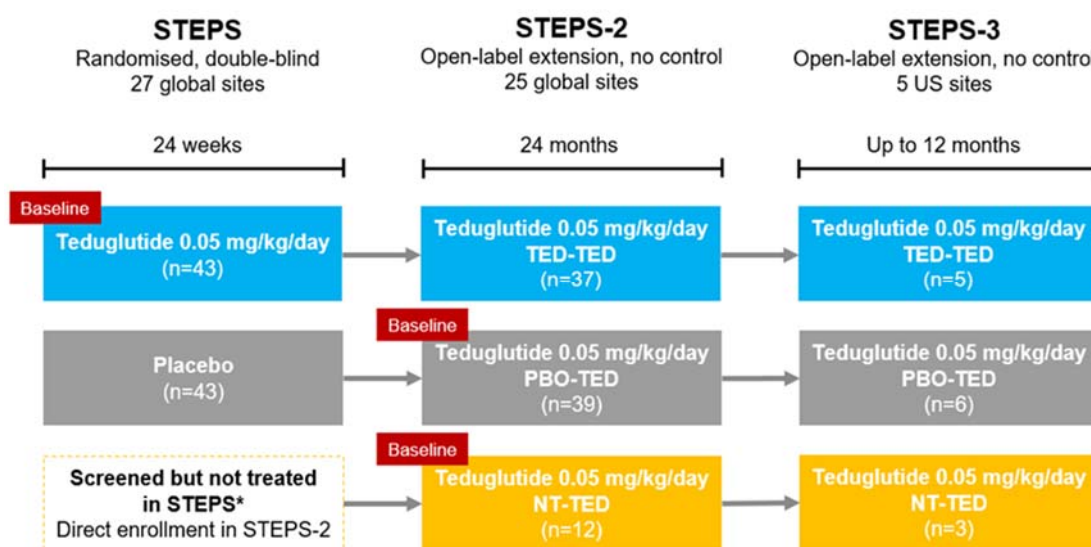 STEPS
Randomised, double-blind
27 global sites
STEPS-2
Open-label extension, no control
25 global sites
STEPS-3
Open-label extension, no control
5 US sites
24 weeks
24 months
Up to 12 months
Baseline
Teduglutide 0.05 mg/kg/day
(n=43)
Teduglutide 0.05 mg/kg/day
TED-TED
(n=37)
Teduglutide 0.05 mg/kg/day
TED-TED
(n=5)
Placebo
(n=43)
Baseline
Teduglutide 0.05 mg/kg/day
PBO-TED
(n=39)
Teduglutide 0.05 mg/kg/day
PBO-TED
(n=6)
Screened but not treated
in STEPS*
Direct enrollment in STEPS-2
Baseline
Teduglutide 0.05 mg/kg/day
NT-TED
(n=12)
Teduglutide 0.05 mg/kg/day
NT-TED
(n=3)